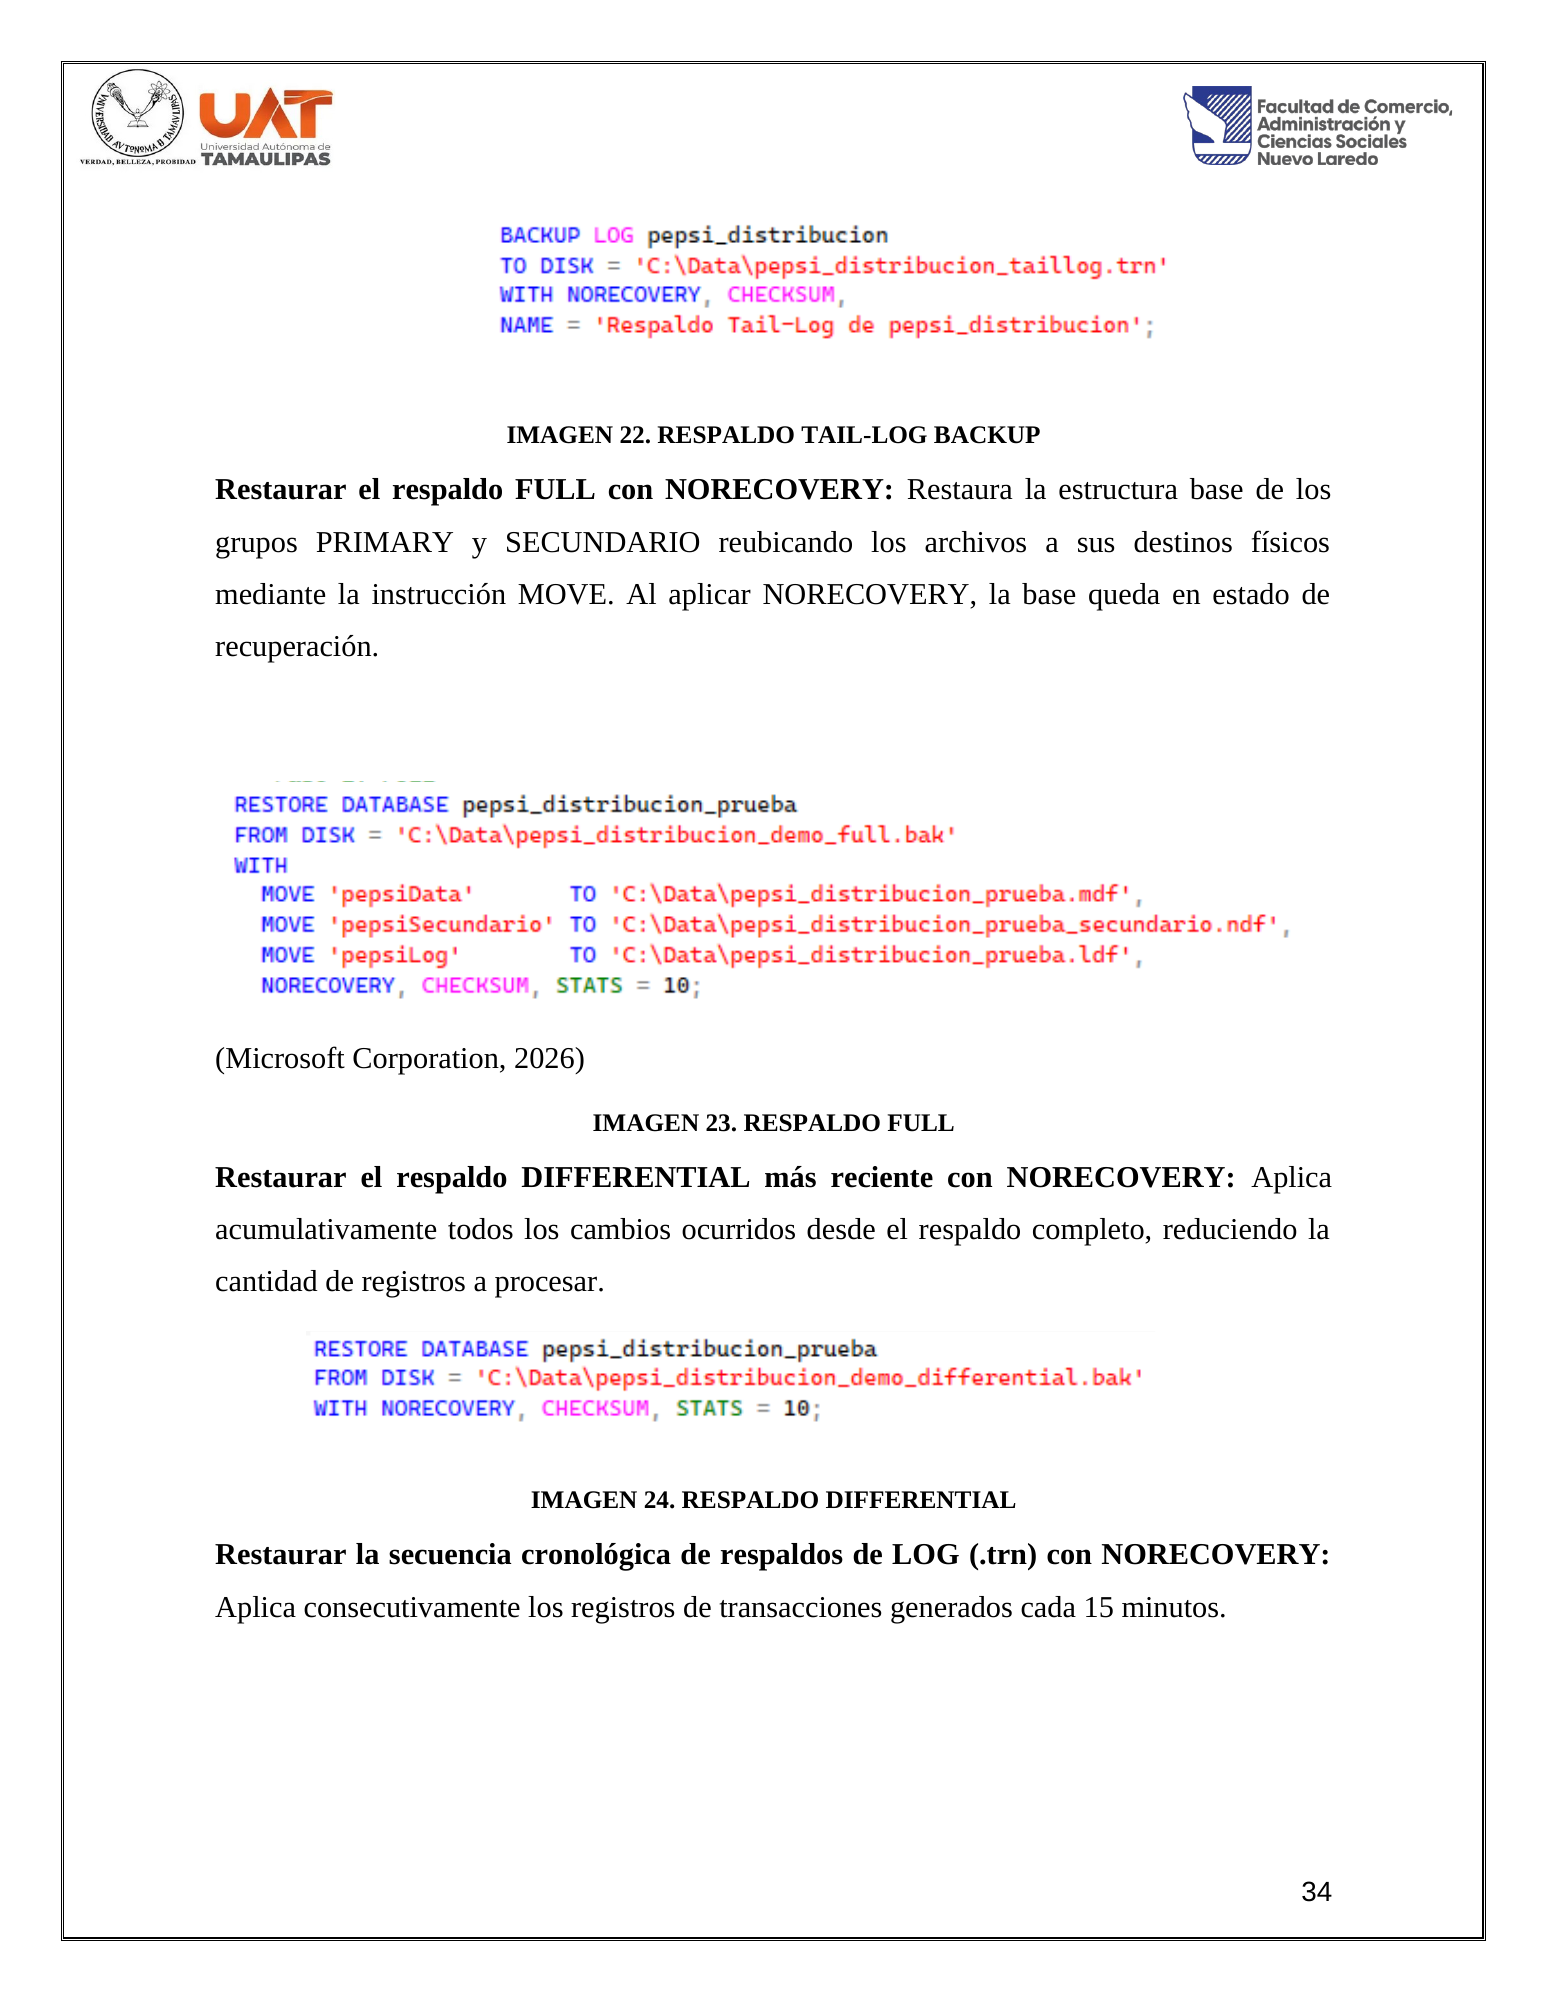 UNIVERSIDAD AUTONOMA DE TAMAULIPAS
VERDAD, BELLEZA, PROBIDAD
UAT
Universidad Autónoma de
TAMAULIPAS
Facultad de Comercio,
Administración y
Ciencias Sociales
Nuevo Laredo
BACKUP LOG pepsi_distribucion
TO DISK = 'C:\Data\pepsi_distribucion_taillog.trn'
WITH NORECOVERY, CHECKSUM,
NAME = 'Respaldo Tail-Log de pepsi_distribucion';
IMAGEN 22. RESPALDO TAIL-LOG BACKUP
Restaurar el respaldo FULL con NORECOVERY: Restaura la estructura base de los
grupos PRIMARY y SECUNDARIO reubicando los archivos a sus destinos físicos
mediante la instrucción MOVE. Al aplicar NORECOVERY, la base queda en estado de
recuperación.
RESTORE DATABASE pepsi_distribucion_prueba
FROM DISK = 'C:\Data\pepsi_distribucion_demo_full.bak'
WITH
MOVE 'pepsiData' TO 'C:\Data\pepsi_distribucion_prueba.mdf',
MOVE 'pepsiSecundario' TO 'C:\Data\pepsi_distribucion_prueba_secundario.ndf',
MOVE 'pepsiLog' TO 'C:\Data\pepsi_distribucion_prueba.ldf',
NORECOVERY, CHECKSUM, STATS = 10;
(Microsoft Corporation, 2026)
IMAGEN 23. RESPALDO FULL
Restaurar el respaldo DIFFERENTIAL más reciente con NORECOVERY: Aplica
acumulativamente todos los cambios ocurridos desde el respaldo completo, reduciendo la
cantidad de registros a procesar.
RESTORE DATABASE pepsi_distribucion_prueba
FROM DISK = 'C:\Data\pepsi_distribucion_demo_differential.bak'
WITH NORECOVERY, CHECKSUM, STATS = 10;
IMAGEN 24. RESPALDO DIFFERENTIAL
Restaurar la secuencia cronológica de respaldos de LOG (.trn) con NORECOVERY:
Aplica consecutivamente los registros de transacciones generados cada 15 minutos.
34